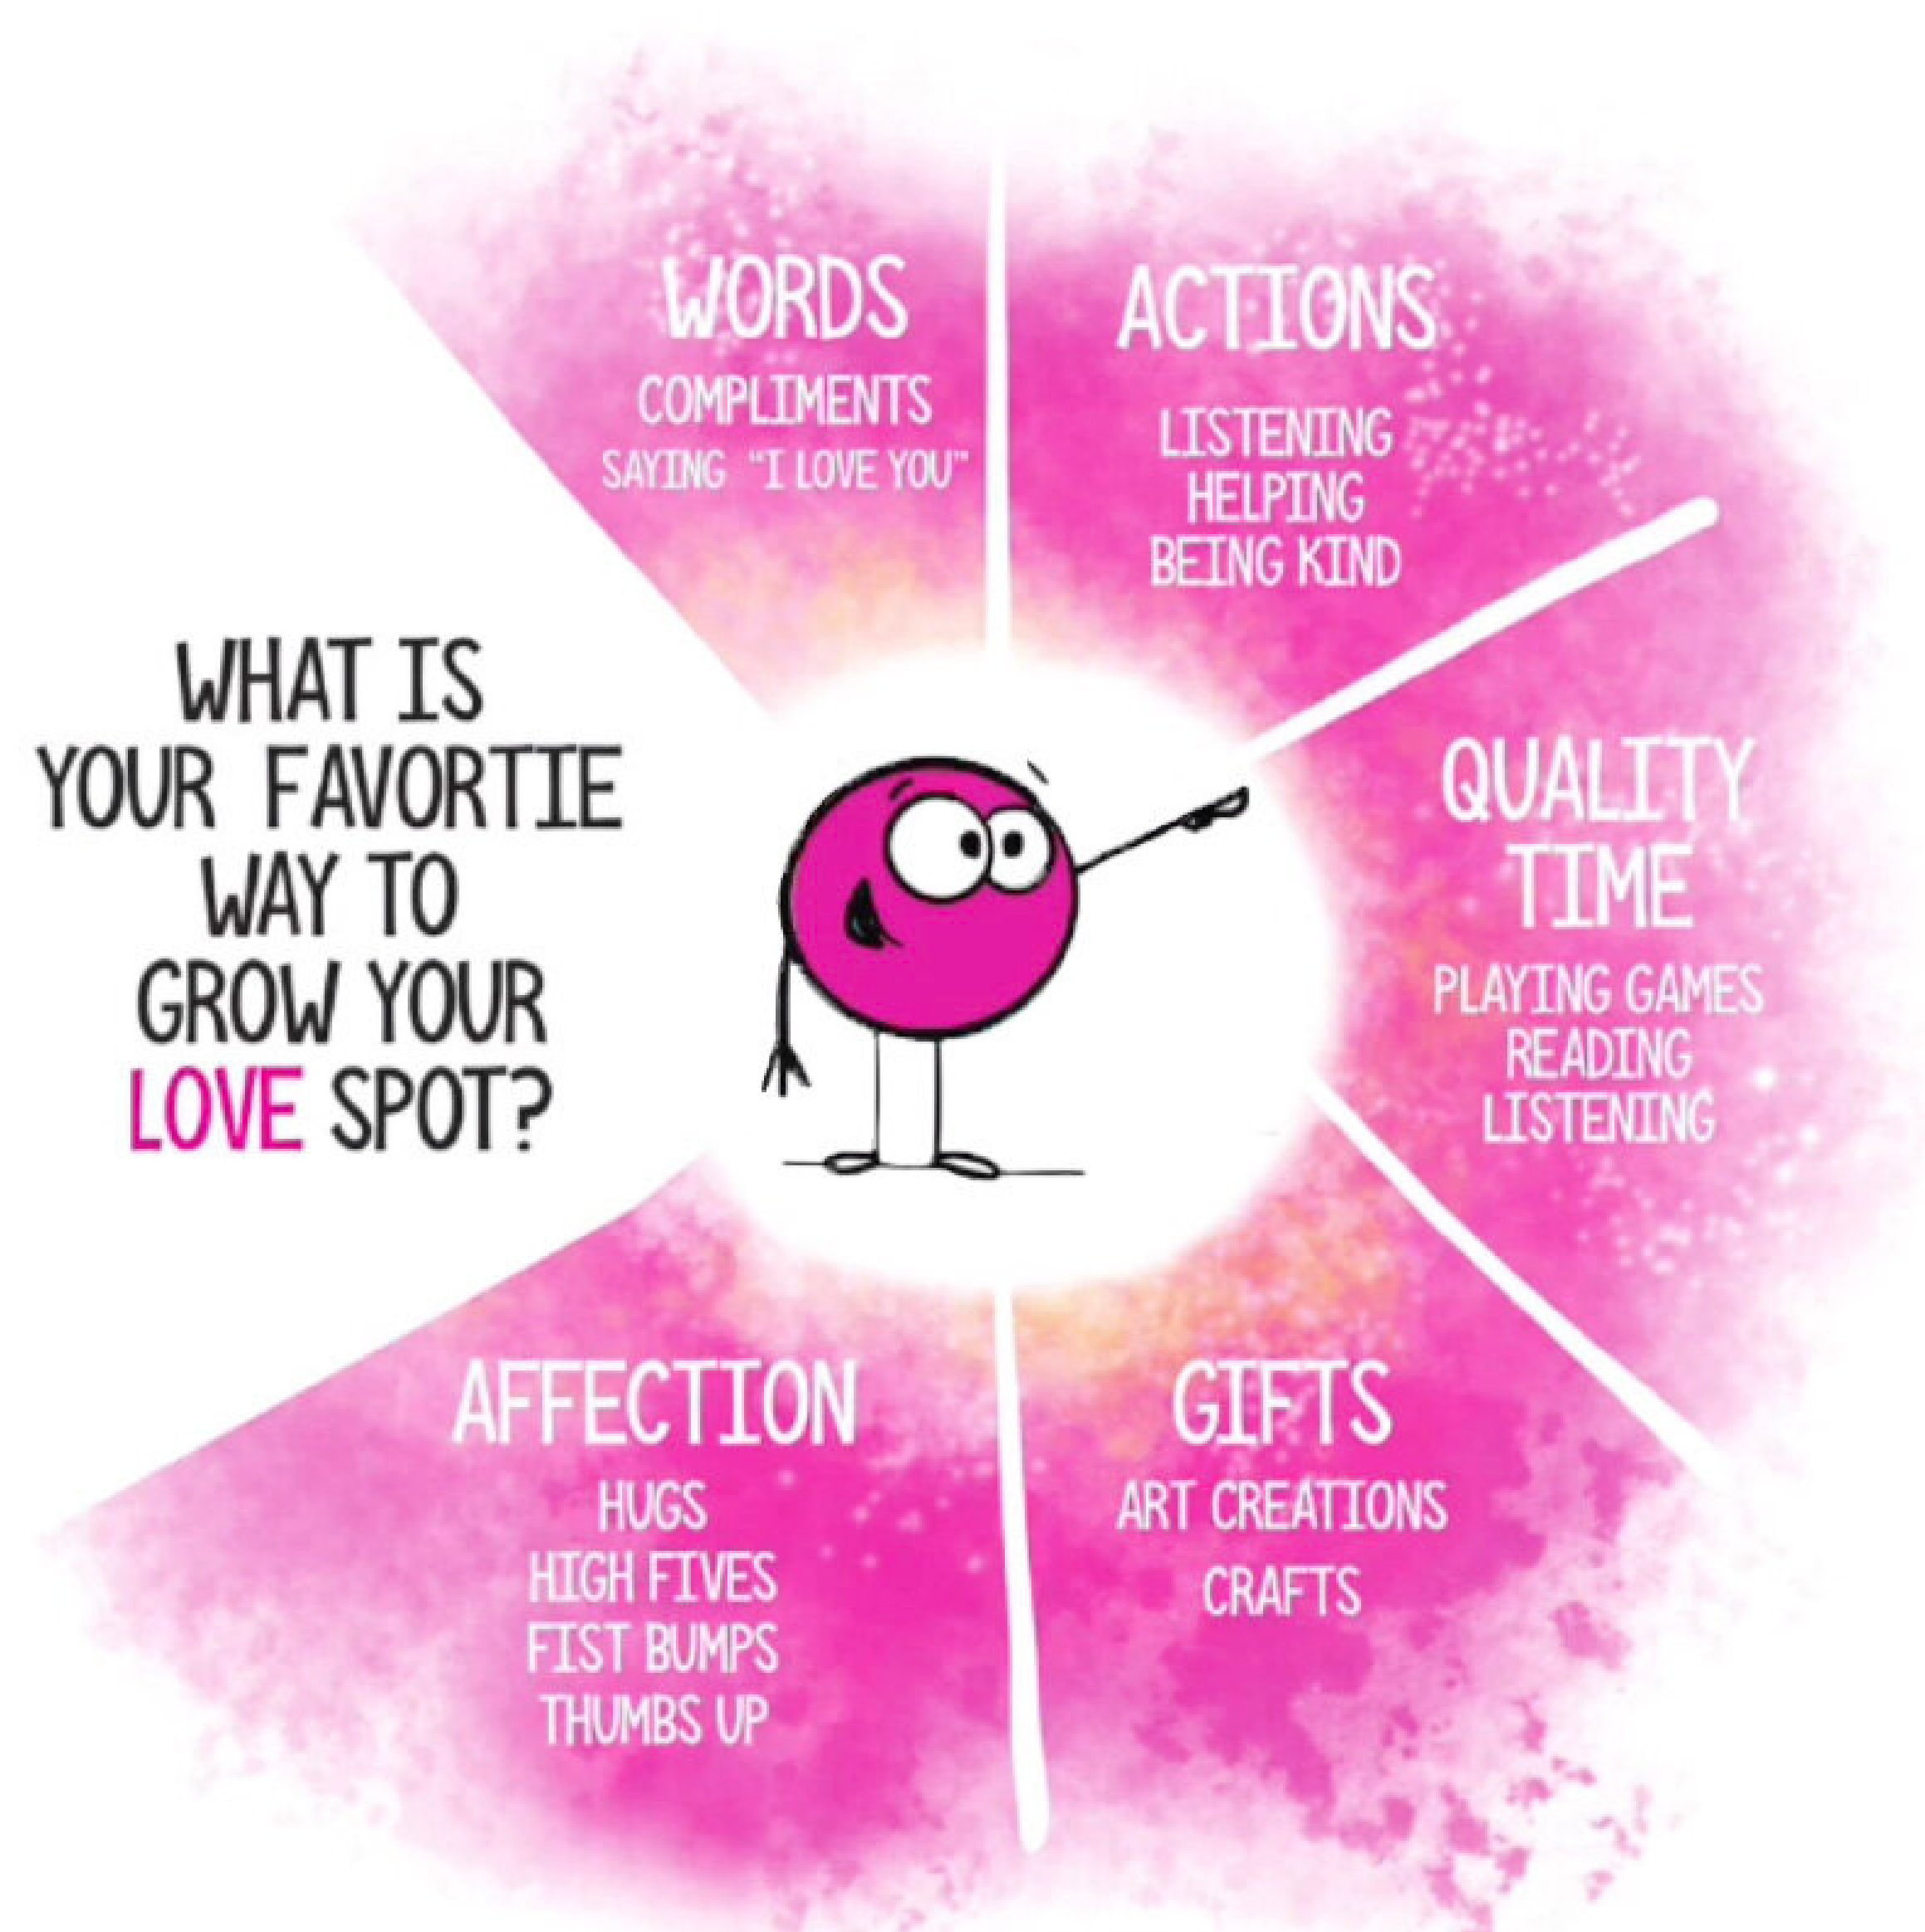 WHAT IS
YOUR FAVORTIE
WAY TO
GROW YOUR
LOVE SPOT?
WORDS
COMPLIMENTS
SAYING "I LOVE YOU"
ACTIONS
LISTENING
HELPING
BEING KIND
QUALITY
TIME
PLAYING GAMES
READING
LISTENING
GIFTS
ART CREATIONS
CRAFTS
AFFECTION
HUGS
HIGH FIVES
FIST BUMPS
THUMBS UP